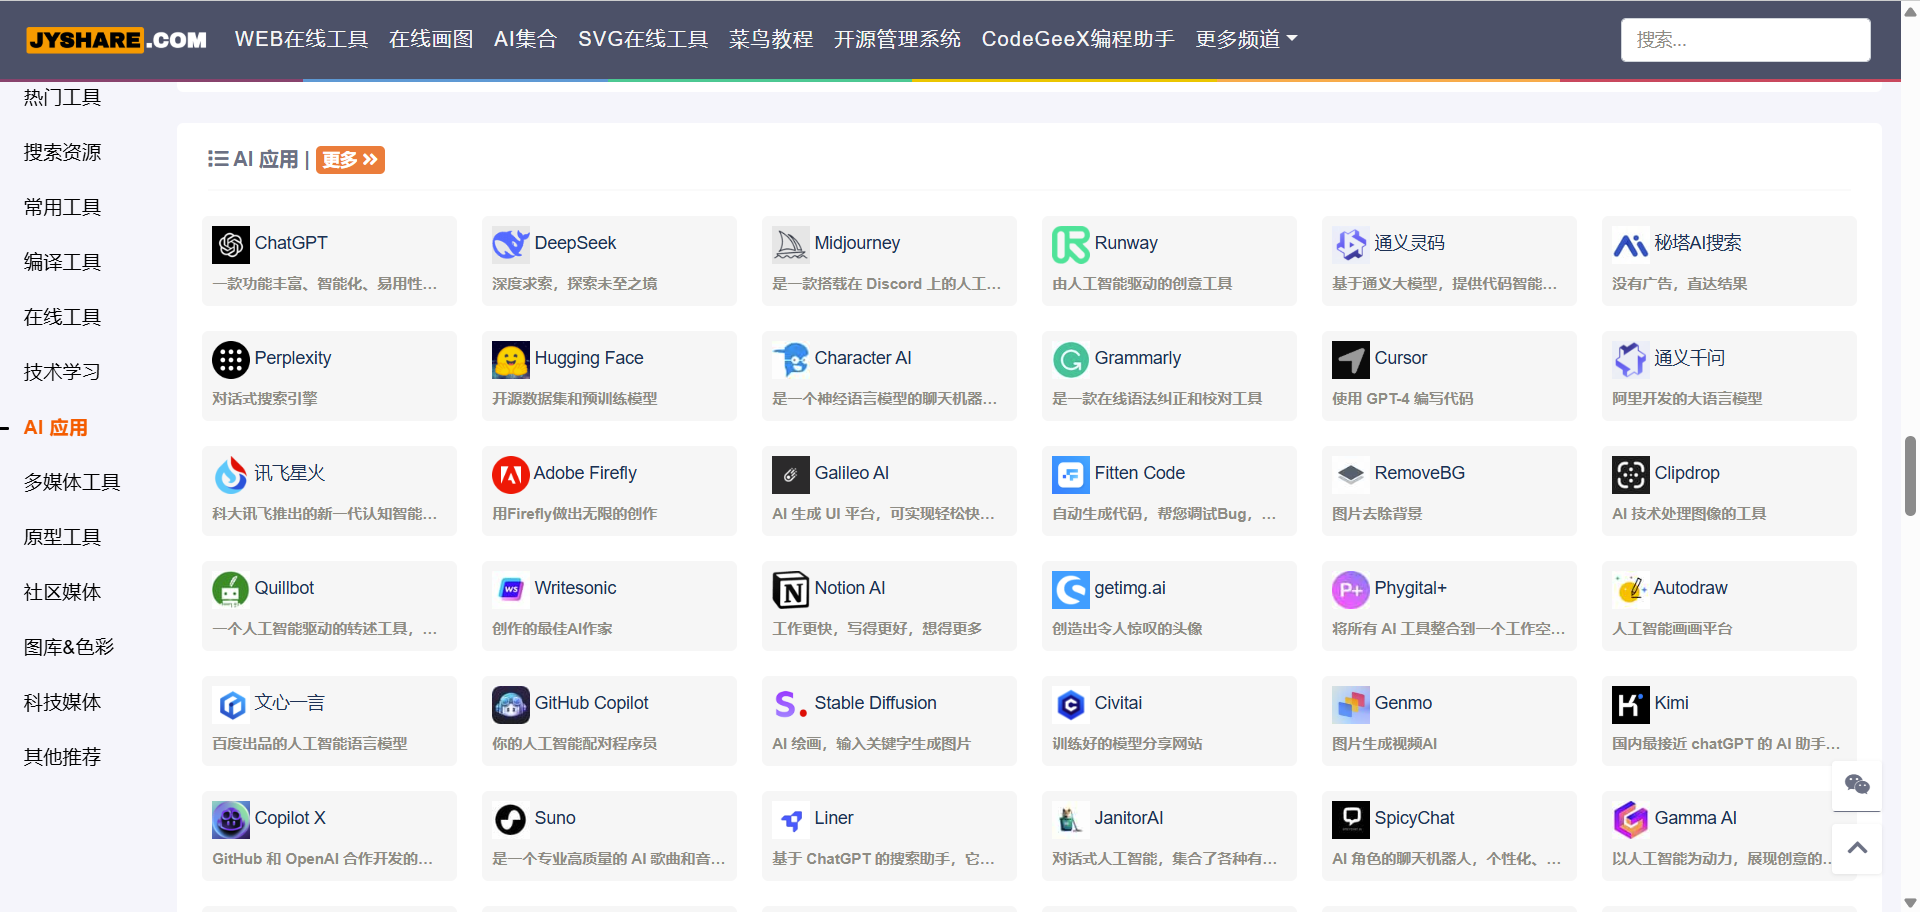 JYSHARE.COM WEB在线工具 在线画图 AI集合 SVG在线工具 菜鸟教程 开源管理系统 CodeGeeX编程助手 更多频道 搜索...
热门工具
搜索资源
常用工具
编译工具
在线工具
技术学习
AI 应用
多媒体工具
原型工具
社区媒体
图库&色彩
科技媒体
其他推荐
AI 应用 | 更多
ChatGPT
一款功能丰富、智能化、易用性...
DeepSeek
深度求索，探索未至之境
Midjourney
是一款搭载在 Discord 上的人工...
Runway
由人工智能驱动的创意工具
通义灵码
基于通义大模型，提供代码智能...
秘塔AI搜索
没有广告，直达结果
Perplexity
对话式搜索引擎
Hugging Face
开源数据集和预训练模型
Character AI
是一个神经语言模型的聊天机器...
Grammarly
是一款在线语法纠正和校对工具
Cursor
使用 GPT-4 编写代码
通义千问
阿里开发的大语言模型
讯飞星火
科大讯飞推出的新一代认知智能...
Adobe Firefly
用Firefly做出无限的创作
Galileo AI
AI 生成 UI 平台，可实现轻松快...
Fitten Code
自动生成代码，帮您调试Bug，...
RemoveBG
图片去除背景
Clipdrop
AI 技术处理图像的工具
Quillbot
一个人工智能驱动的转述工具，...
WS Writesonic
创作的最佳AI作家
Notion AI
工作更快，写得更好，想得更多
getimg.ai
创造出令人惊叹的头像
P+ Phygital+
将所有 AI 工具整合到一个工作空...
Autodraw
人工智能画画平台
文心一言
百度出品的人工智能语言模型
GitHub Copilot
你的人工智能配对程序员
S. Stable Diffusion
AI 绘画，输入关键字生成图片
Civitai
训练好的模型分享网站
Genmo
图片生成视频AI
Kimi
国内最接近 chatGPT 的 AI 助手...
Copilot X
GitHub 和 OpenAI 合作开发的...
Suno
是一个专业高质量的 AI 歌曲和音...
Liner
基于 ChatGPT 的搜索助手，它...
JanitorAI
对话式人工智能，集合了各种有...
SpicyChat
AI 角色的聊天机器人，个性化、...
Gamma AI
以人工智能为动力，展现创意的...